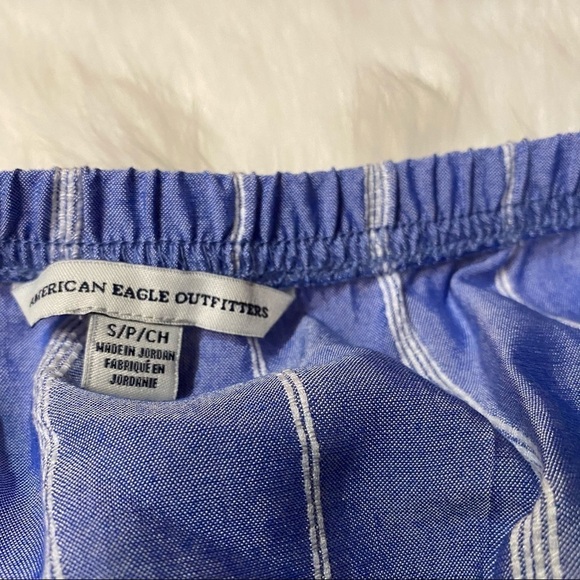 AMERICAN EAGLE OUTFITTERS
S/P/CH
MADE IN JORDAN
FABRIQUÉ EN
JORDANIE